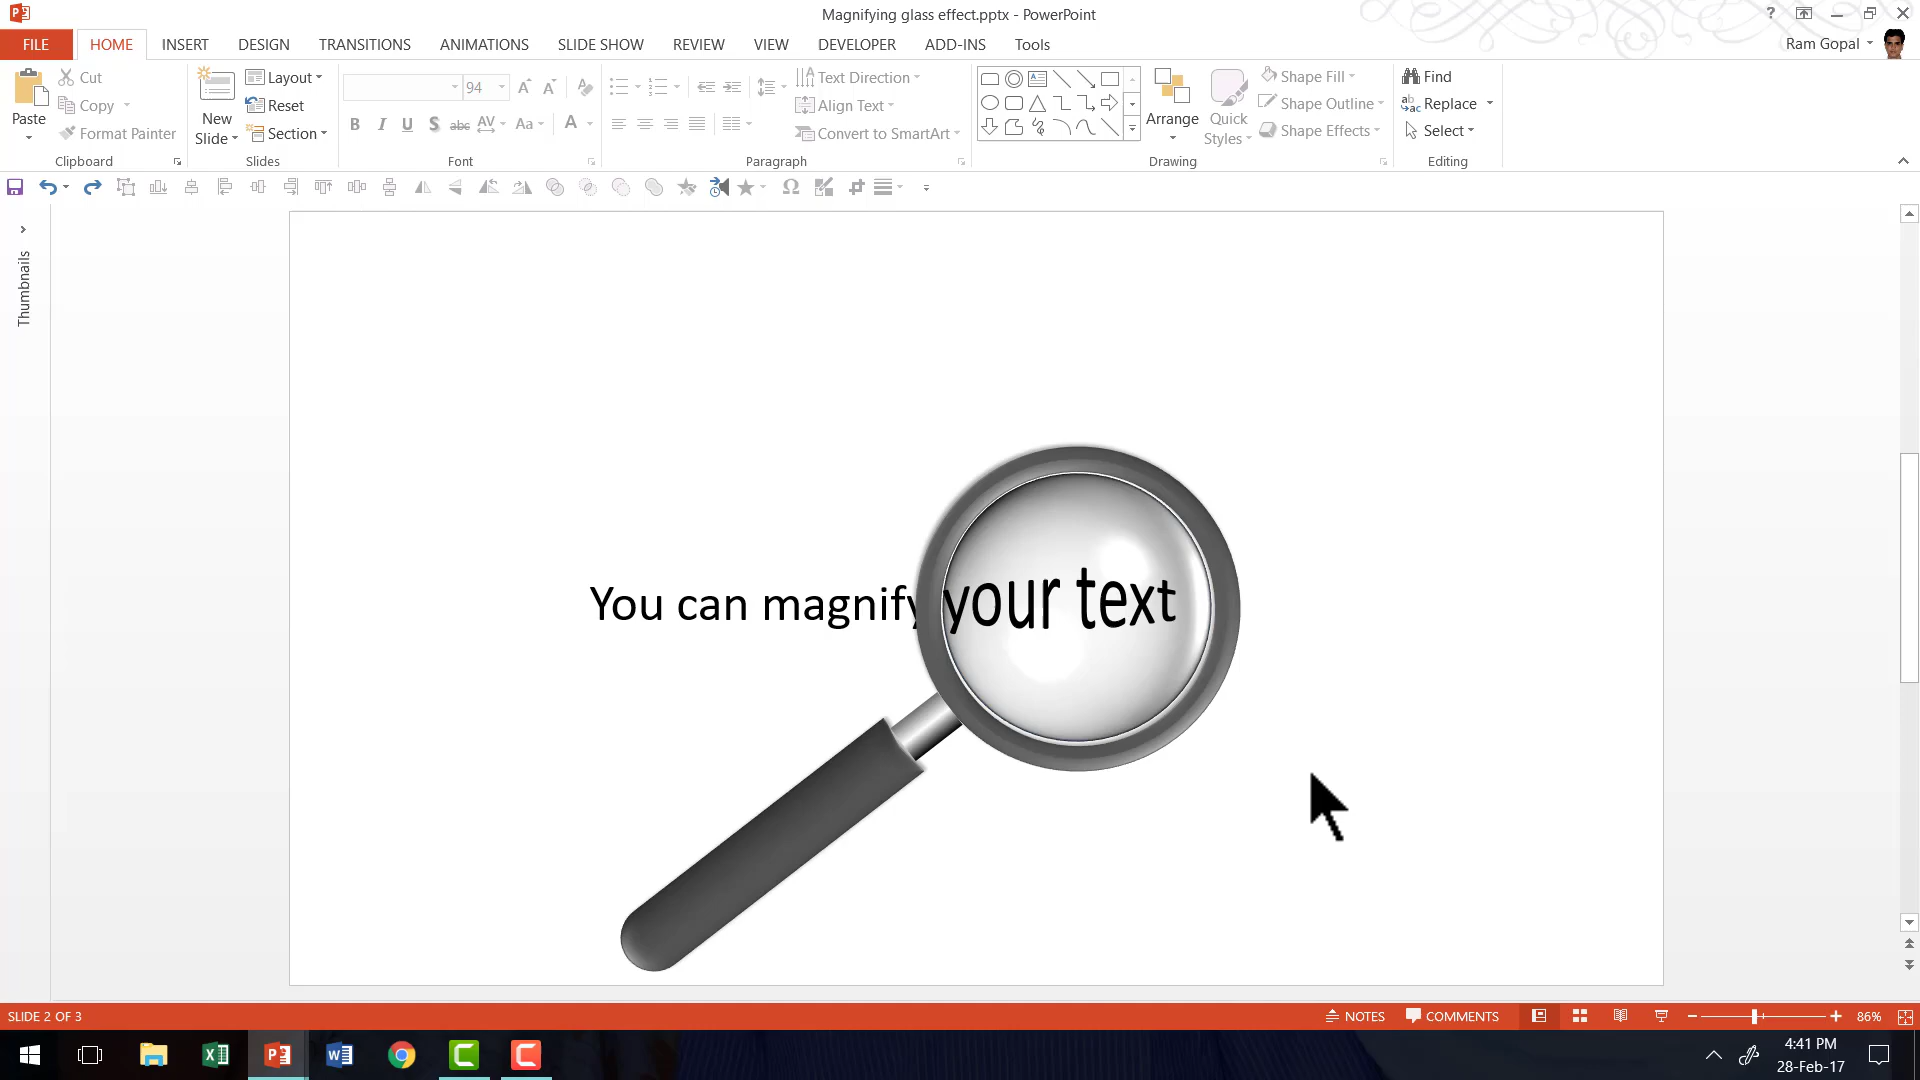 Magnifying glass effect.pptx - PowerPoint
FILE HOME INSERT DESIGN TRANSITIONS ANIMATIONS SLIDE SHOW REVIEW VIEW DEVELOPER ADD-INS Tools
Ram Gopal
Paste
Cut
Copy
Format Painter
Clipboard
New
Slide
Layout
Reset
Section
Slides
94
B I U S abc AV Aa A
Font
Text Direction
Align Text
Convert to SmartArt
Paragraph
Arrange
Quick
Styles
Shape Fill
Shape Outline
Shape Effects
Drawing
Find
Replace
Select
Editing
Thumbnails
You can magnify your text
SLIDE 2 OF 3
NOTES COMMENTS 86%
4:41 PM
28-Feb-17